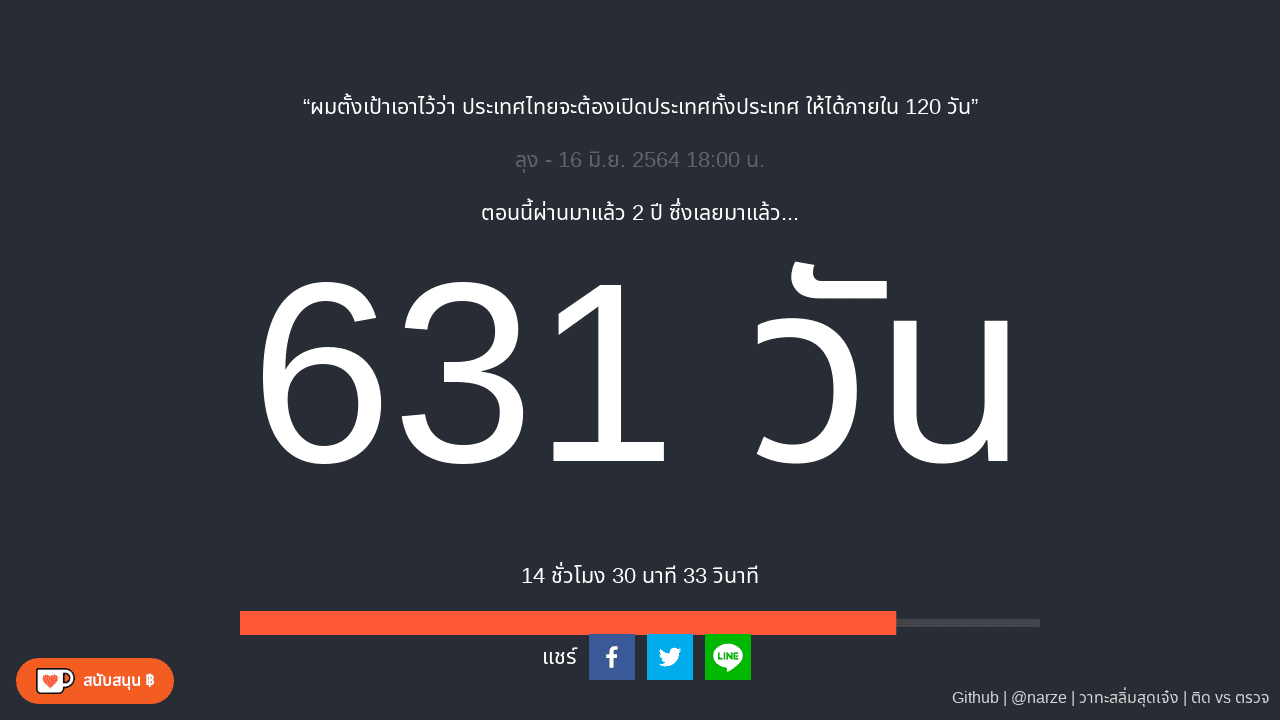 “ผมตั้งเป้าเอาไว้ว่า ประเทศไทยจะต้องเปิดประเทศทั้งประเทศ ให้ได้ภายใน 120 วัน”
ลุง - 16 มิ.ย. 2564 18:00 น.
ตอนนี้ผ่านมาแล้ว 2 ปี ซึ่งเลยมาแล้ว...
631 วัน
14 ชั่วโมง 30 นาที 33 วินาที
แชร์
LINE
สนับสนุน ฿
Github | @narze | วาทะสลิ่มสุดเจ๋ง | ติด vs ตรวจ